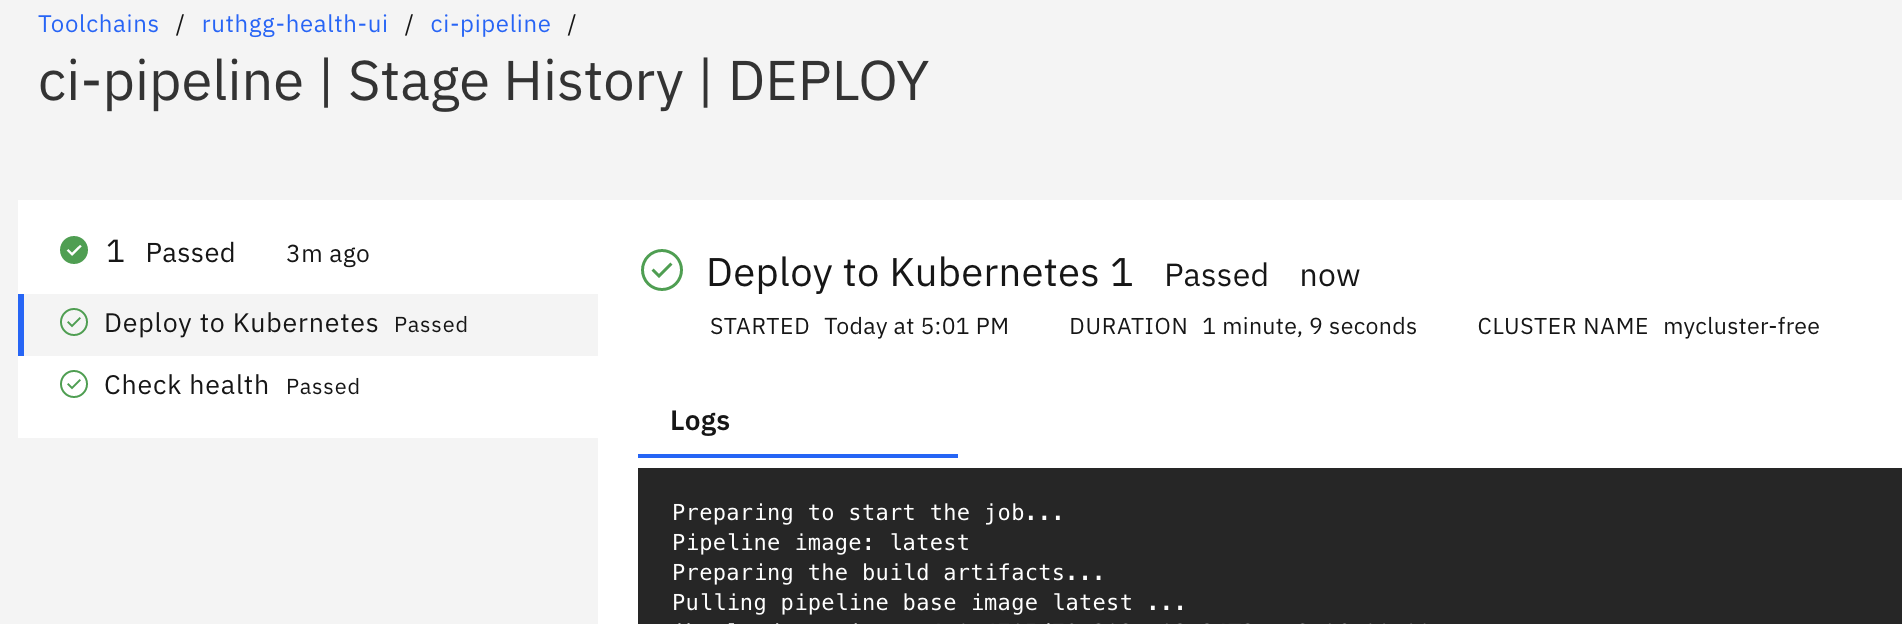 Toolchains / ruthgg-health-ui / ci-pipeline /
ci-pipeline | Stage History | DEPLOY
1 Passed 3m ago
Deploy to Kubernetes Passed
Check health Passed
Deploy to Kubernetes 1 Passed now
STARTED Today at 5:01 PM DURATION 1 minute, 9 seconds CLUSTER NAME mycluster-free
Logs
Preparing to start the job...
Pipeline image: latest
Preparing the build artifacts...
Pulling pipeline base image latest ...